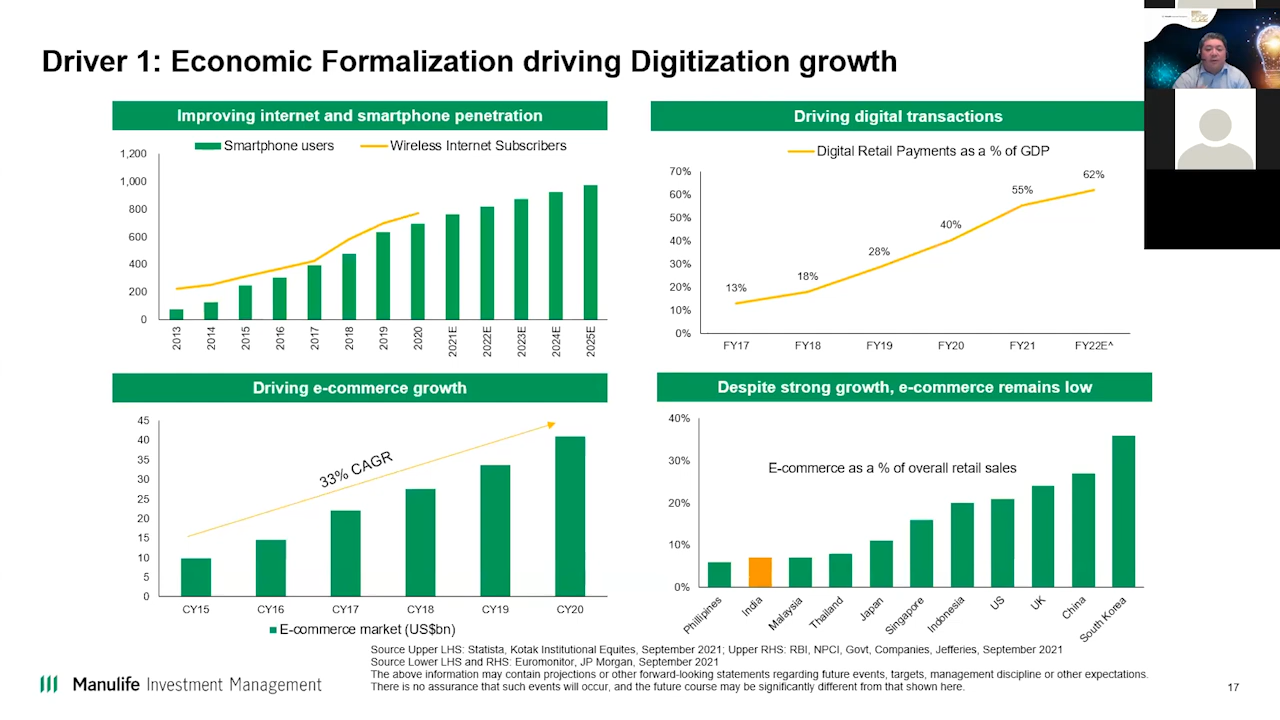 Driver 1: Economic Formalization driving Digitization growth
Improving internet and smartphone penetration
Smartphone users
Wireless Internet Subscribers
1,200
1,000
800
600
400
200
0
2013
2014
2015
2016
2017
2018
2019
2020
2021E
2022E
2023E
2024E
2025E
Driving digital transactions
Digital Retail Payments as a % of GDP
70%
60%
50%
40%
30%
20%
10%
0%
13%
18%
28%
40%
55%
62%
FY17
FY18
FY19
FY20
FY21
FY22E^
Driving e-commerce growth
45
40
35
30
25
20
15
10
5
0
33% CAGR
CY15
CY16
CY17
CY18
CY19
CY20
E-commerce market (US$bn)
Despite strong growth, e-commerce remains low
40%
30%
20%
10%
0%
E-commerce as a % of overall retail sales
Phillipines
India
Malaysia
Thailand
Japan
Singapore
Indonesia
US
UK
China
South Korea
Source Upper LHS: Statista, Kotak Institutional Equites, September 2021; Upper RHS: RBI, NPCI, Govt, Companies, Jefferies, September 2021
Source Lower LHS and RHS: Euromonitor, JP Morgan, September 2021
The above information may contain projections or other forward-looking statements regarding future events, targets, management discipline or other expectations.
There is no assurance that such events will occur, and the future course may be significantly different from that shown here.
Manulife Investment Management
17